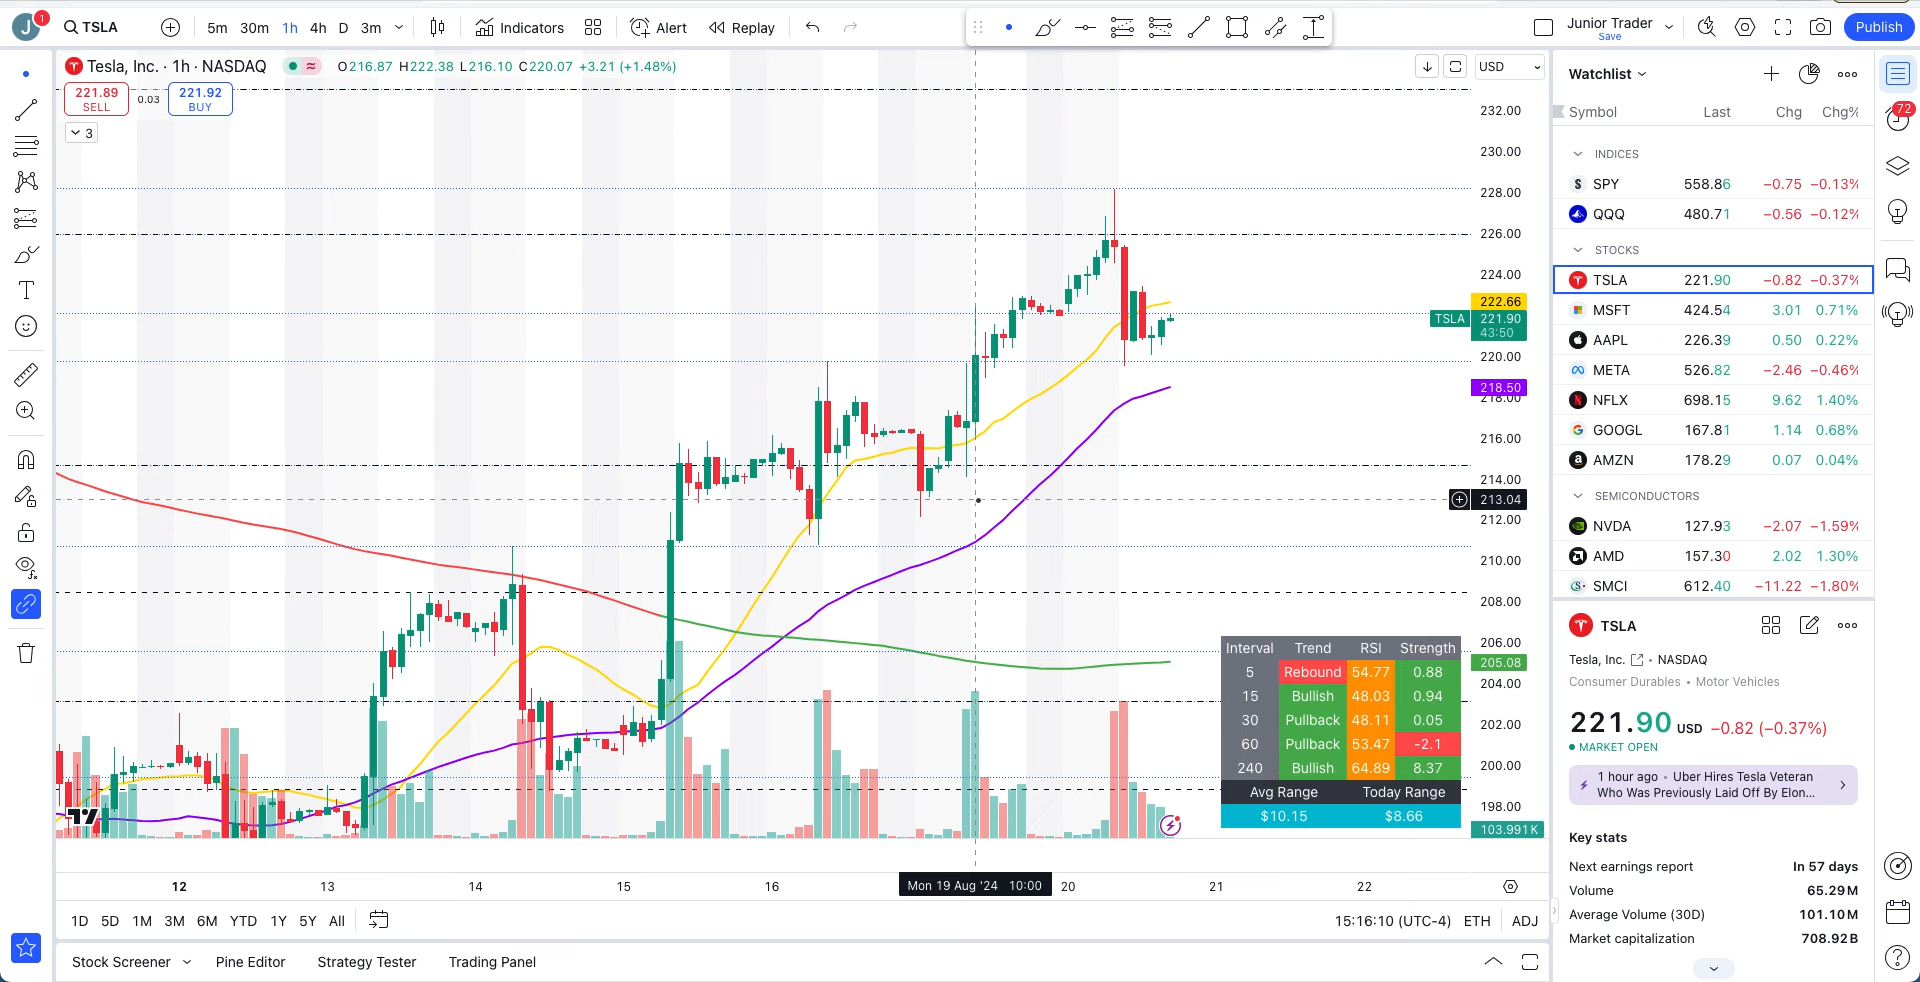 J 1 TSLA 5m 30m 1h 4h D 3m Indicators Alert Replay Junior Trader Save Publish
Tesla, Inc. · 1h · NASDAQ ≈ O216.87 H222.38 L216.10 C220.07 +3.21 (+1.48%) USD
221.89 SELL 0.03 221.92 BUY
3
232.00
230.00
228.00
226.00
224.00
222.66
TSLA 221.90
43:50
220.00
218.50
218.00
216.00
214.00
213.04
212.00
210.00
208.00
206.00
205.08
204.00
202.00
200.00
198.00
103.991K
Interval Trend RSI Strength
5 Rebound 54.77 0.88
15 Bullish 48.03 0.94
30 Pullback 48.11 0.05
60 Pullback 53.47 -2.1
240 Bullish 64.89 8.37
Avg Range Today Range
$10.15 $8.66
12 13 14 15 16 Mon 19 Aug '24 10:00 20 21 22
1D 5D 1M 3M 6M YTD 1Y 5Y All 15:16:10 (UTC-4) ETH ADJ
Stock Screener Pine Editor Strategy Tester Trading Panel
Watchlist
Symbol Last Chg Chg%
INDICES
SPY 558.86 −0.75 −0.13%
QQQ 480.71 −0.56 −0.12%
STOCKS
TSLA 221.90 −0.82 −0.37%
MSFT 424.54 3.01 0.71%
AAPL 226.39 0.50 0.22%
META 526.82 −2.46 −0.46%
NFLX 698.15 9.62 1.40%
GOOGL 167.81 1.14 0.68%
AMZN 178.29 0.07 0.04%
SEMICONDUCTORS
NVDA 127.93 −2.07 −1.59%
AMD 157.30 2.02 1.30%
SMCI 612.40 −11.22 −1.80%
TSLA
Tesla, Inc. • NASDAQ
Consumer Durables • Motor Vehicles
221.90 USD −0.82 (−0.37%)
MARKET OPEN
1 hour ago • Uber Hires Tesla Veteran
Who Was Previously Laid Off By Elon...
Key stats
Next earnings report In 57 days
Volume 65.29M
Average Volume (30D) 101.10M
Market capitalization 708.92B
72